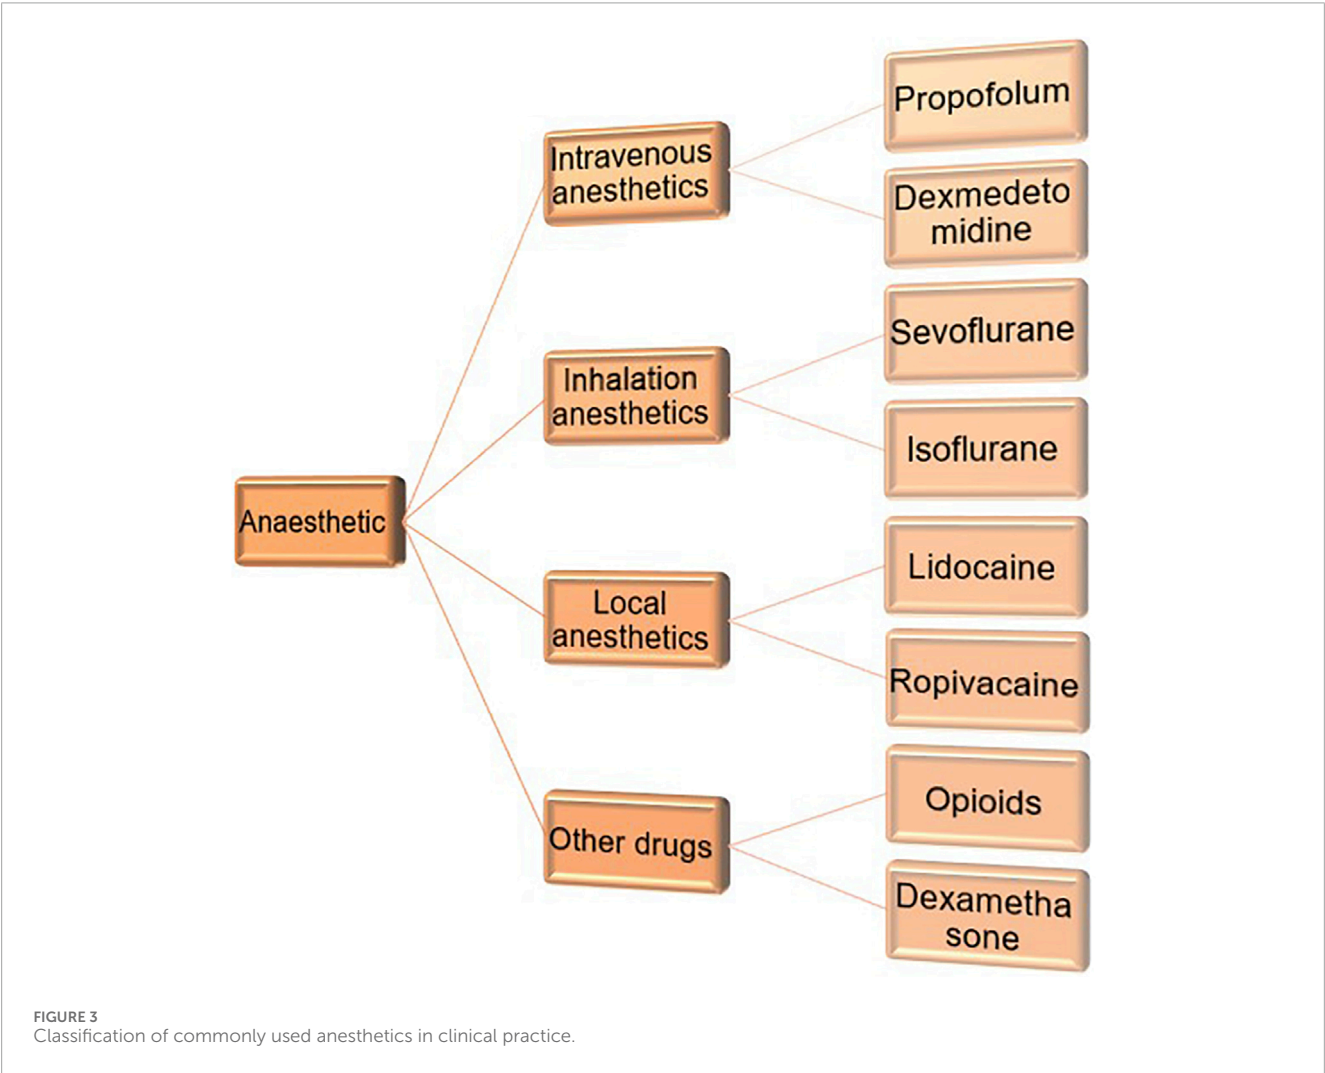 Anaesthetic
Intravenous
anesthetics
Propofolum
Dexmedeto
midine
Inhalation
anesthetics
Sevoflurane
Isoflurane
Local
anesthetics
Lidocaine
Ropivacaine
Other drugs
Opioids
Dexametha
sone
FIGURE 3
Classification of commonly used anesthetics in clinical practice.